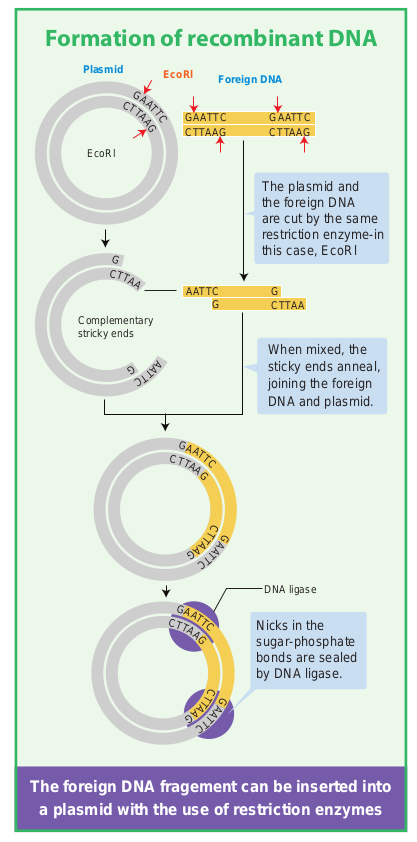 Formation of recombinant DNA
Plasmid
EcoRI
Foreign DNA
GAATTC
CTTAAG
EcoRI
GAATTC GAATTC
CTTAAG CTTAAG
The plasmid and
the foreign DNA
are cut by the same
restriction enzyme-in
this case, EcoRI
G
CTTAA
AATTC G
G CTTAA
Complementary
stricky ends
G
AATTC
When mixed, the
sticky ends anneal,
joining the foreign
DNA and plasmid.
GAATTC
CTTAAG
CTTAAG
GAATTC
DNA ligase
GAATTC
CTTAAG
CTTAAG
GAATTC
Nicks in the
sugar-phosphate
bonds are sealed
by DNA ligase.
The foreign DNA fragement can be inserted into
a plasmid with the use of restriction enzymes